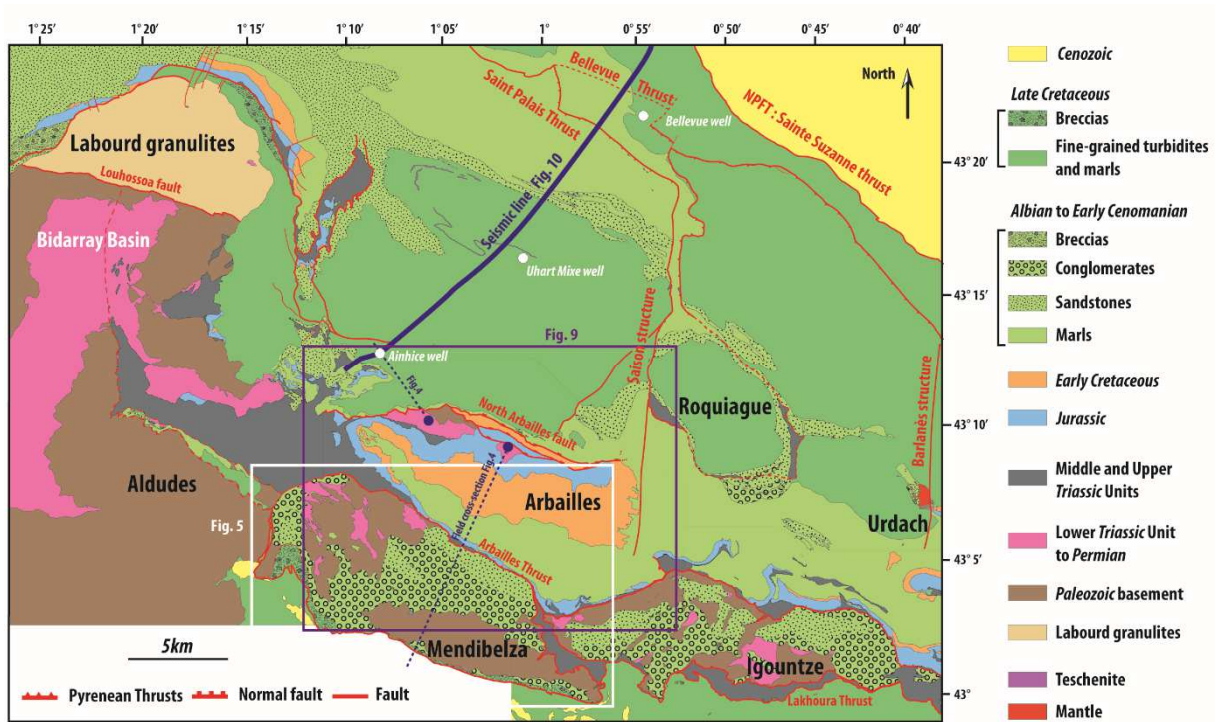 1° 25'
1° 20'
1° 15'
1° 10'
1° 05'
1°
0° 55'
0° 50'
0° 45'
0° 40'
North
Bellevue
Thrust
Saint Palais Thrust
Bellevue well
NPFT : Sainte Suzanne thrust
Labourd granulites
Louhossoa fault
Seismic line Fig. 10
43° 20'
Bidarray Basin
Uhart Mixe well
43° 15'
Fig. 9
Ainhice well
Saison structure
Fig.4
Roquiague
Barlanès structure
North Arbailles fault
43° 10'
Aldudes
Arbailles
Urdach
Fig. 5
Field cross-section Fig.4
Arbailles Thrust
43° 5'
5km
Mendibelza
Igountze
Lakhoura Thrust
43°
Pyrenean Thrusts
Normal fault
Fault
Cenozoic
Late Cretaceous
Breccias
Fine-grained turbidites
and marls
Albian to Early Cenomanian
Breccias
Conglomerates
Sandstones
Marls
Early Cretaceous
Jurassic
Middle and Upper
Triassic Units
Lower Triassic Unit
to Permian
Paleozoic basement
Labourd granulites
Teschenite
Mantle